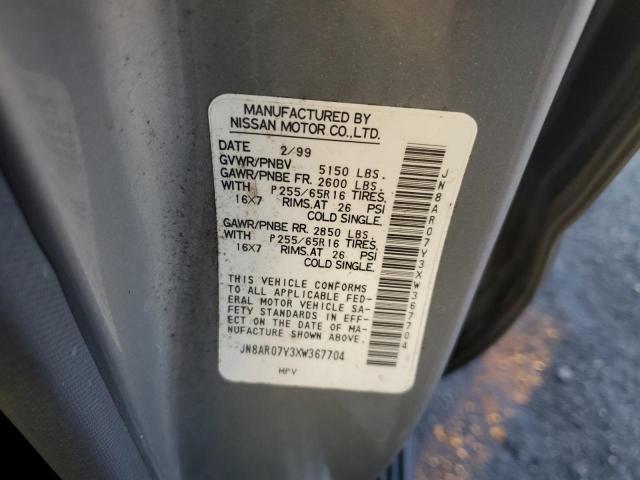 MANUFACTURED BY
NISSAN MOTOR CO.,LTD.
DATE 2/99
GVWR/PNBV 5150 LBS.
GAWR/PNBE FR. 2600 LBS.
WITH P255/65R16 TIRES.
16X7 RIMS.AT 26 PSI
COLD SINGLE.
GAWR/PNBE RR. 2850 LBS.
WITH P255/65R16 TIRES.
16X7 RIMS.AT 26 PSI
COLD SINGLE.
THIS VEHICLE CONFORMS
TO ALL APPLICABLE FED-
ERAL MOTOR VEHICLE SA-
FETY STANDARDS IN EFF-
ECT ON THE DATE OF MA-
NUFACTURE SHOWN ABOVE.
JN8AR07Y3XW367704
MPV
JN8AR07Y3XW367704